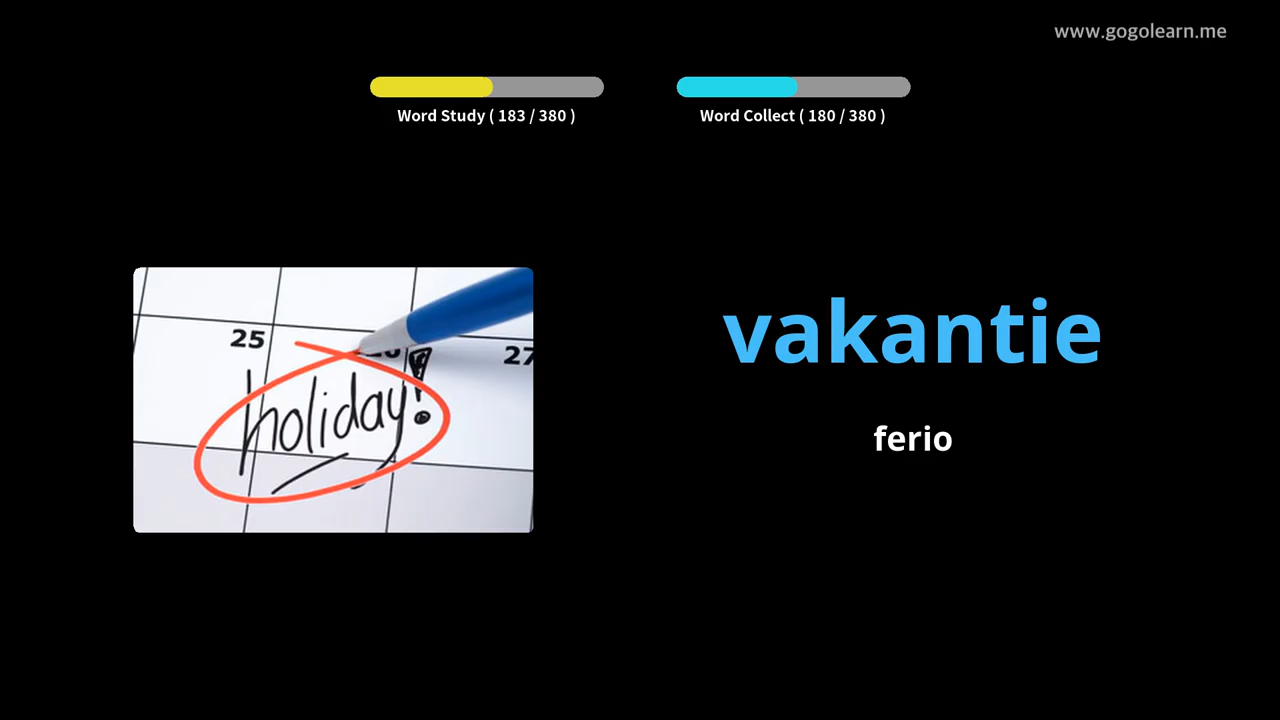 www.gogolearn.me
Word Study ( 183 / 380 )
Word Collect ( 180 / 380 )
25
27
holiday!
vakantie
ferio